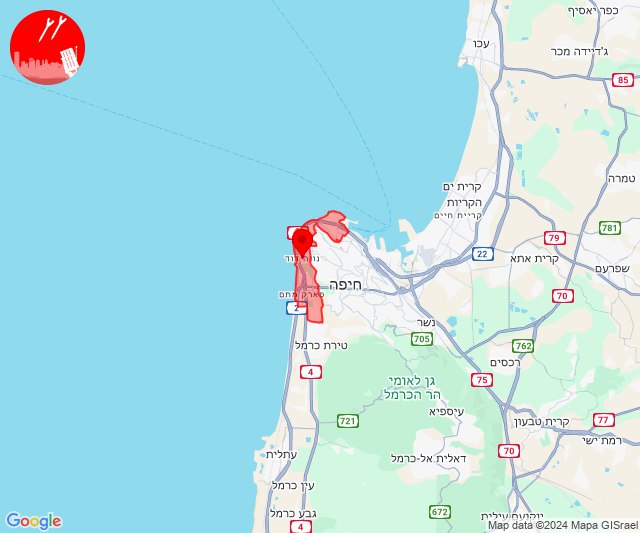 כפר יאסיף
עכו
ג'דיידה מכר
85
טמרה
קרית ים
הקריות
קרית חיים
781
79
22
קרית אתא
שפרעם
נווה דוד
70
חיפה
פארק מתם
2
נשר
705
762
טירת כרמל
רכסים
4
75
גן לאומי
הר הכרמל
עיספיא
77
721
קרית טבעון
רמת ישי
70
עתלית
דאלית אל-כרמל
עין כרמל
672
גבע כרמל
יוקנעם עילית
4
Google
Map data ©2024 Mapa GISrael